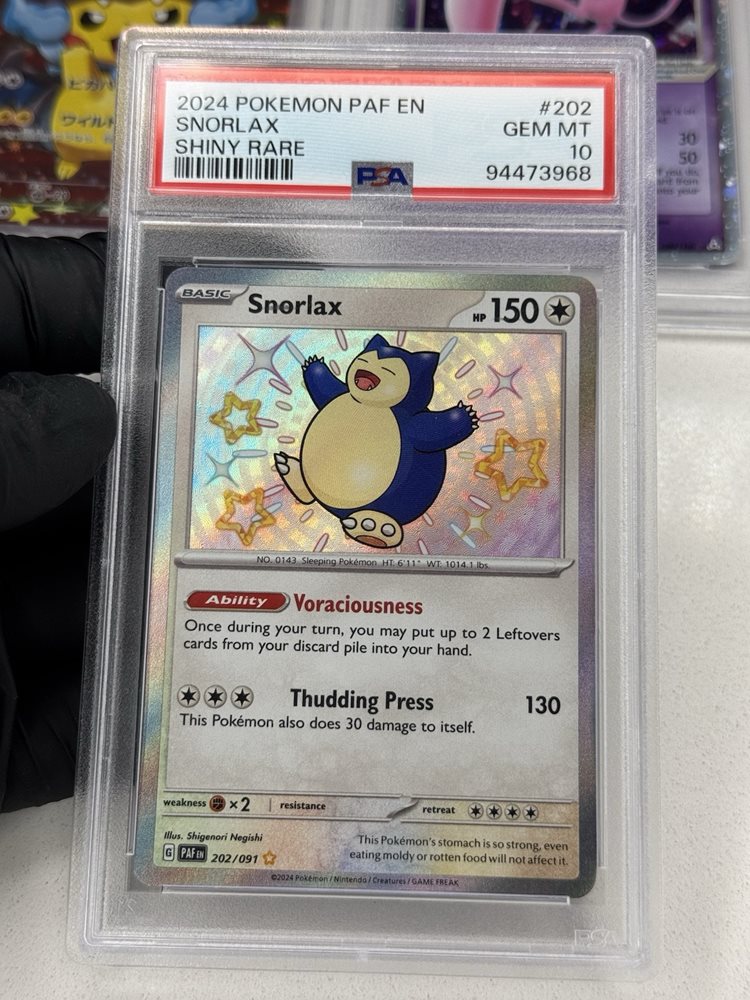 2024 POKEMON PAF EN #202
SNORLAX GEM MT
SHINY RARE 10
PSA 94473968
BASIC Snorlax HP 150
NO. 0143 Sleeping Pokémon HT: 6'11" WT: 1014.1 lbs.
Ability Voraciousness
Once during your turn, you may put up to 2 Leftovers
cards from your discard pile into your hand.
Thudding Press 130
This Pokémon also does 30 damage to itself.
weakness ×2 resistance retreat
Illus. Shigenori Negishi
This Pokémon's stomach is so strong, even
eating moldy or rotten food will not affect it.
G PAF EN 202/091
©2024 Pokémon / Nintendo / Creatures / GAME FREAK
PSA
30
50